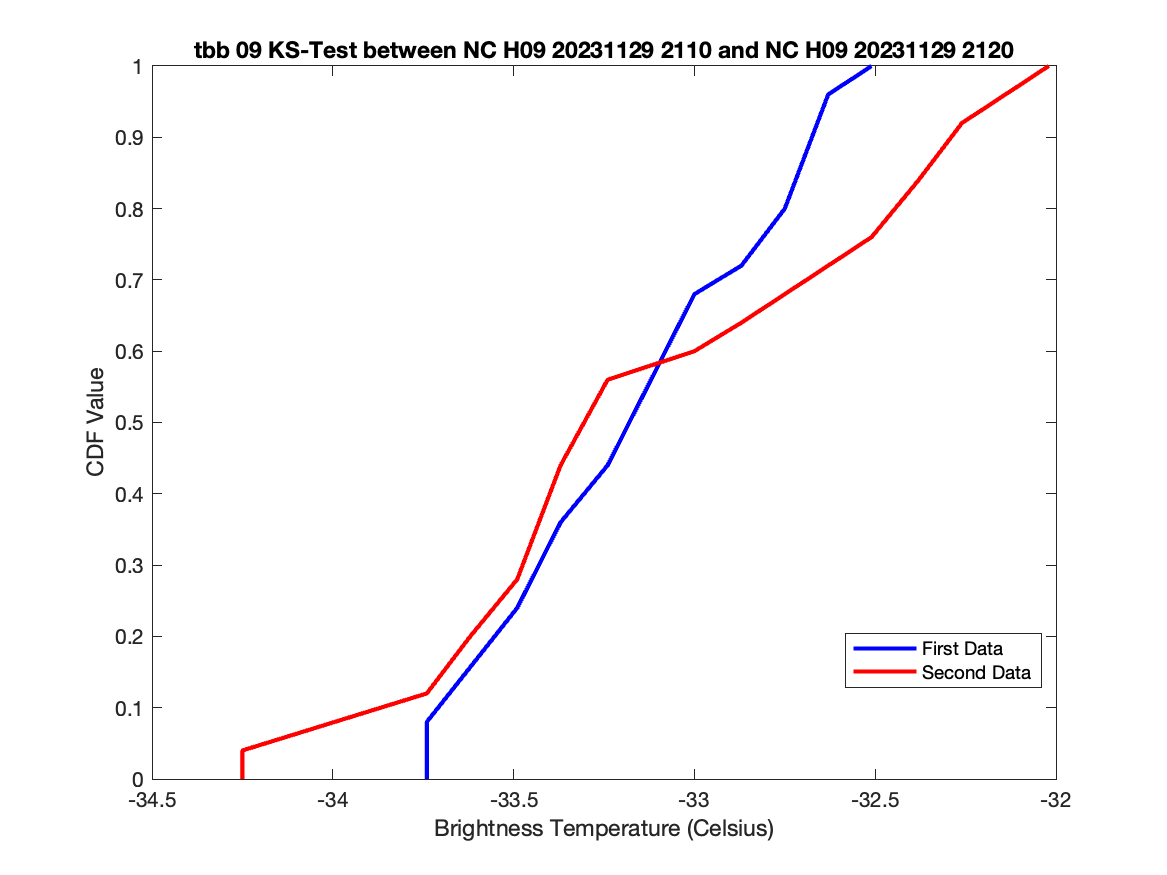 tbb 09 KS-Test between NC H09 20231129 2110 and NC H09 20231129 2120
1
0.9
0.8
0.7
0.6
0.5
0.4
0.3
0.2
0.1
0
CDF Value
First Data
Second Data
-34.5 -34 -33.5 -33 -32.5 -32
Brightness Temperature (Celsius)